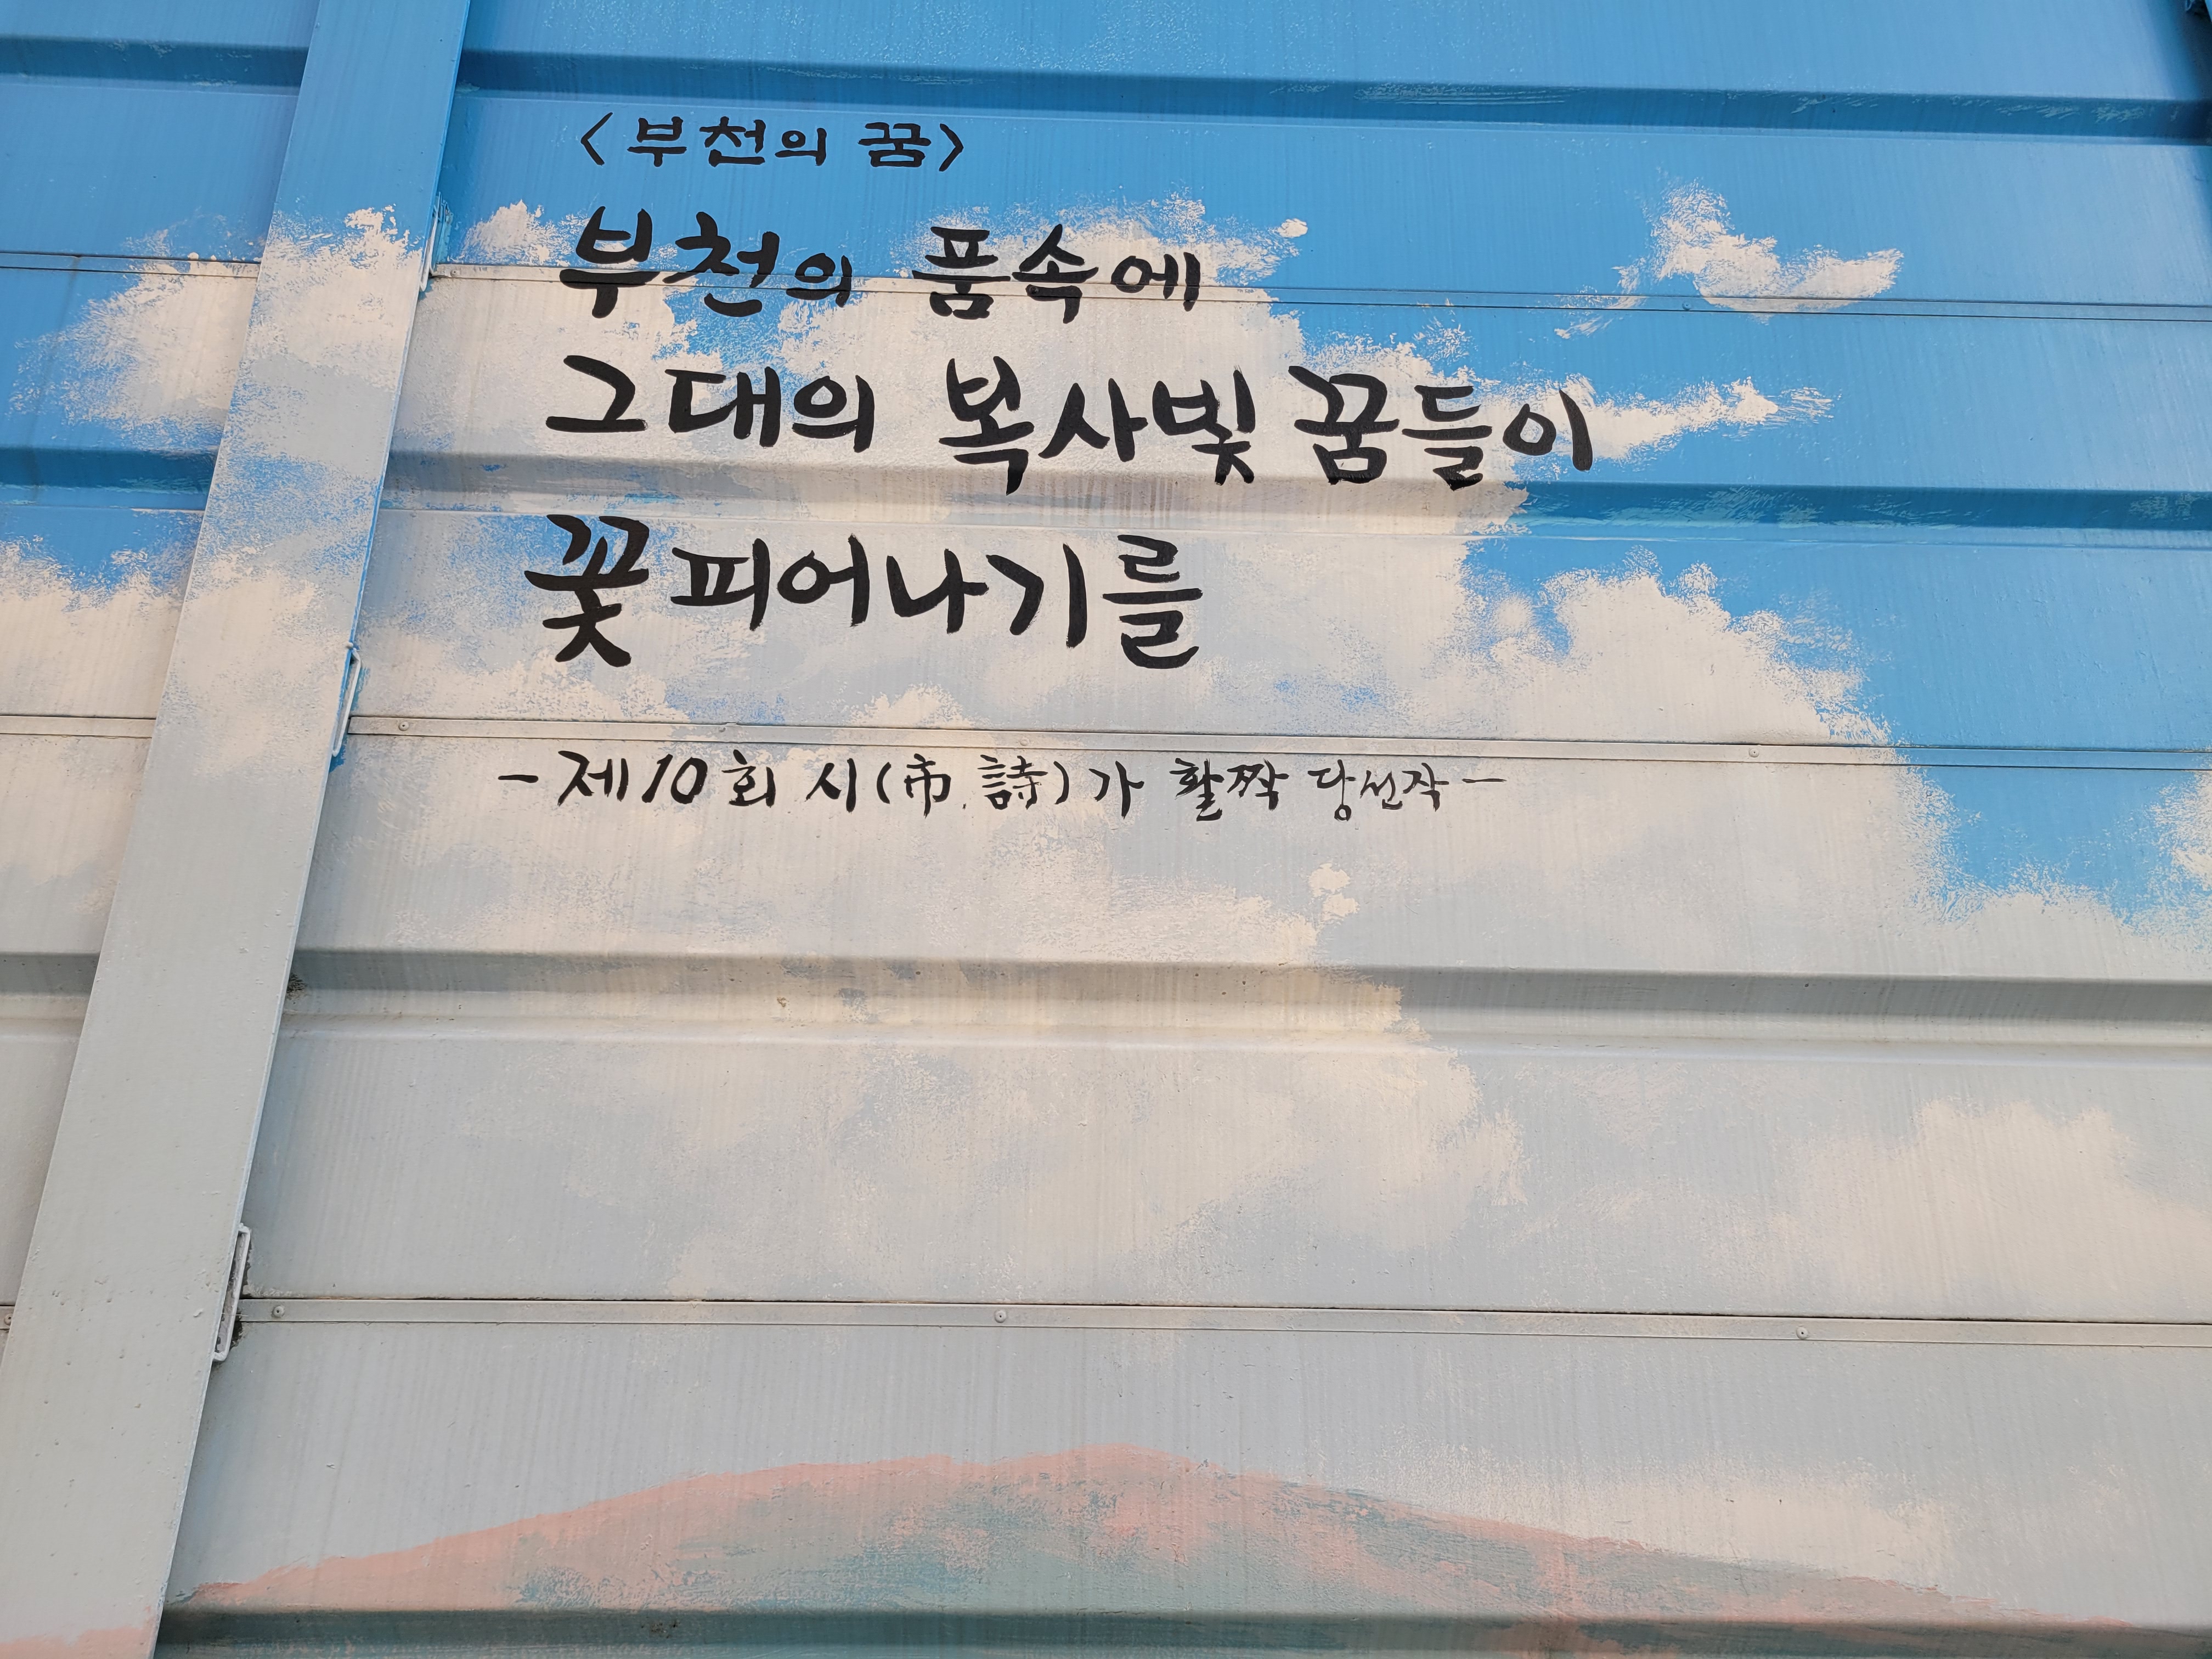 <부천의 꿈>
부천의 품속에
그대의 복사빛 꿈들이
꽃피어나기를
-제10회 시(市, 詩)가 활짝 당선작-